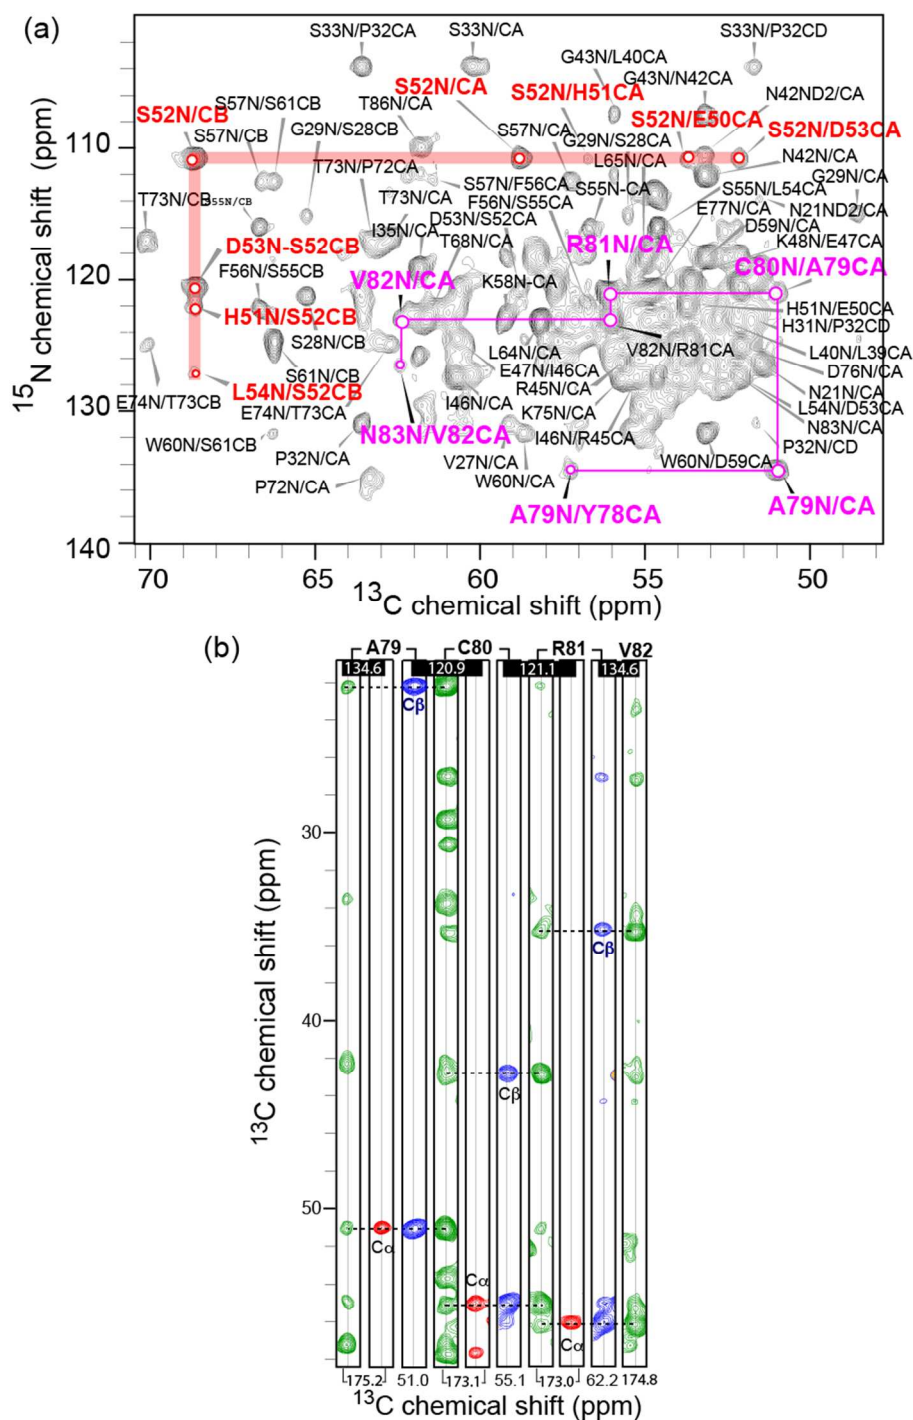 (a)
S33N/P32CA
S33N/CA
S33N/P32CD
G43N/L40CA
G43N/N42CA
S52N/CB
S57N/S61CB
S57N/CB
T86N/CA
S52N/CA
S52N/H51CA
S52N/E50CA
N42ND2/CA
S52N/D53CA
G29N/S28CB
S57N/CA
G29N/S28CA
L65N/CA
N42N/CA
G29N/CA
T73N/P72CA
T73N/CB
S55N/CB
T73N/CA
I35N/CA
S57N/F56CA
F56N/S55CA
D53N/S52CA
T68N/CA
S55N-CA
S55N/L54CA
E77N/CA
N21ND2/CA
D59N/CA
K48N/E47CA
D53N-S52CB
F56N/S55CB
V82N/CA
K58N-CA
R81N/CA
C80N/A79CA
H51N/S52CB
S28N/CB
H51N/E50CA
H31N/P32CD
L64N/CA
V82N/R81CA
L40N/L39CA
D76N/CA
S61N/CB
E47N/I46CA
R45N/CA
N21N/CA
E74N/T73CB
L54N/S52CB
E74N/T73CA
I46N/CA
K75N/CA
L54N/D53CA
N83N/CA
N83N/V82CA
I46N/R45CA
P32N/CD
W60N/S61CB
P32N/CA
V27N/CA
W60N/CA
W60N/D59CA
P72N/CA
A79N/Y78CA
A79N/CA
110
120
130
140
15N chemical shift (ppm)
70 65 60 55 50
13C chemical shift (ppm)
(b)
A79 C80 R81 V82
134.6 120.9 121.1 134.6
Cβ
30
Cβ
40
Cβ
50
Cα
Cα
Cα
13C chemical shift (ppm)
175.2 51.0 173.1 55.1 173.0 62.2 174.8
13C chemical shift (ppm)